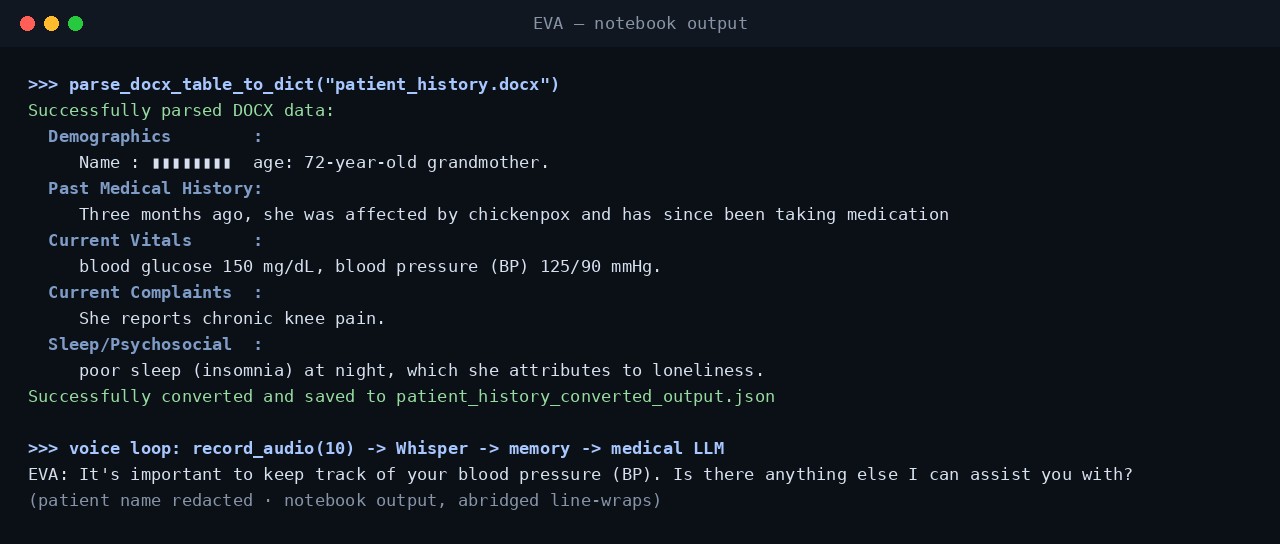 EVA — notebook output
>>> parse_docx_table_to_dict("patient_history.docx")
Successfully parsed DOCX data:
Demographics :
Name : ▮▮▮▮▮▮▮▮ age: 72-year-old grandmother.
Past Medical History:
Three months ago, she was affected by chickenpox and has since been taking medication
Current Vitals :
blood glucose 150 mg/dL, blood pressure (BP) 125/90 mmHg.
Current Complaints :
She reports chronic knee pain.
Sleep/Psychosocial :
poor sleep (insomnia) at night, which she attributes to loneliness.
Successfully converted and saved to patient_history_converted_output.json
>>> voice loop: record_audio(10) -> Whisper -> memory -> medical LLM
EVA: It's important to keep track of your blood pressure (BP). Is there anything else I can assist you with?
(patient name redacted · notebook output, abridged line-wraps)